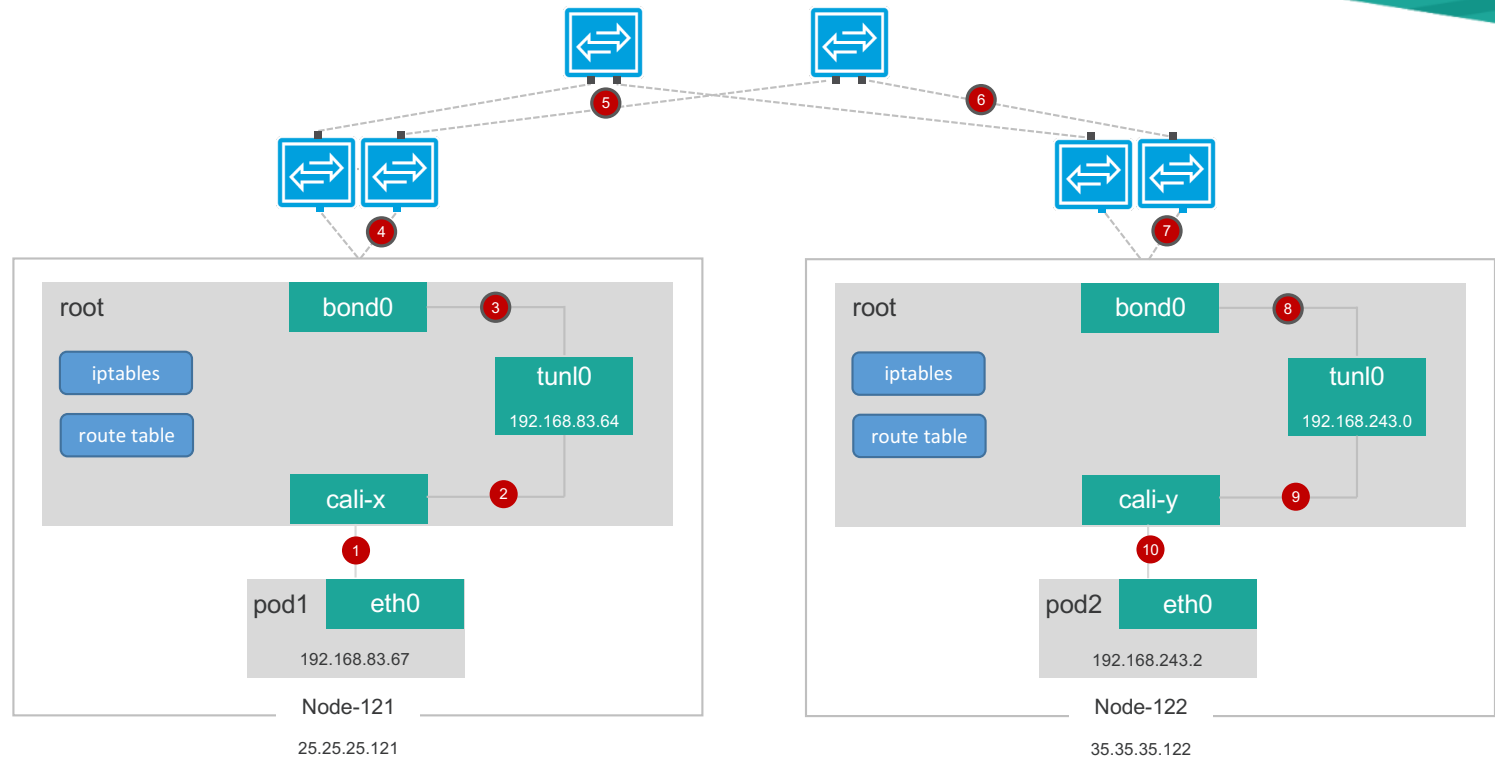 5
6
4
7
root
bond0
3
iptables
tunl0
192.168.83.64
route table
cali-x
2
1
pod1
eth0
192.168.83.67
Node-121
25.25.25.121
root
bond0
8
iptables
tunl0
192.168.243.0
route table
cali-y
9
10
pod2
eth0
192.168.243.2
Node-122
35.35.35.122